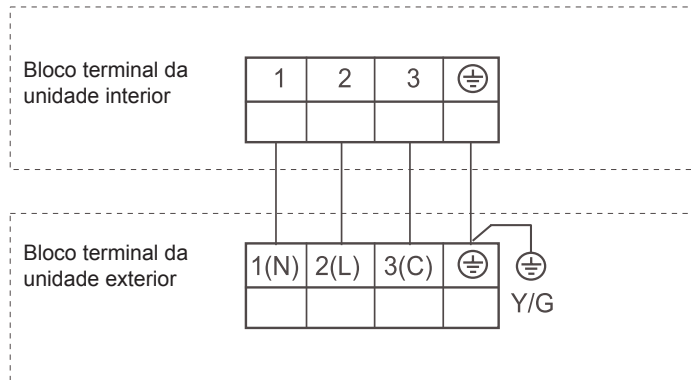 Bloco terminal da
unidade interior
1 2 3
Bloco terminal da
unidade exterior
1(N) 2(L) 3(C)
Y/G